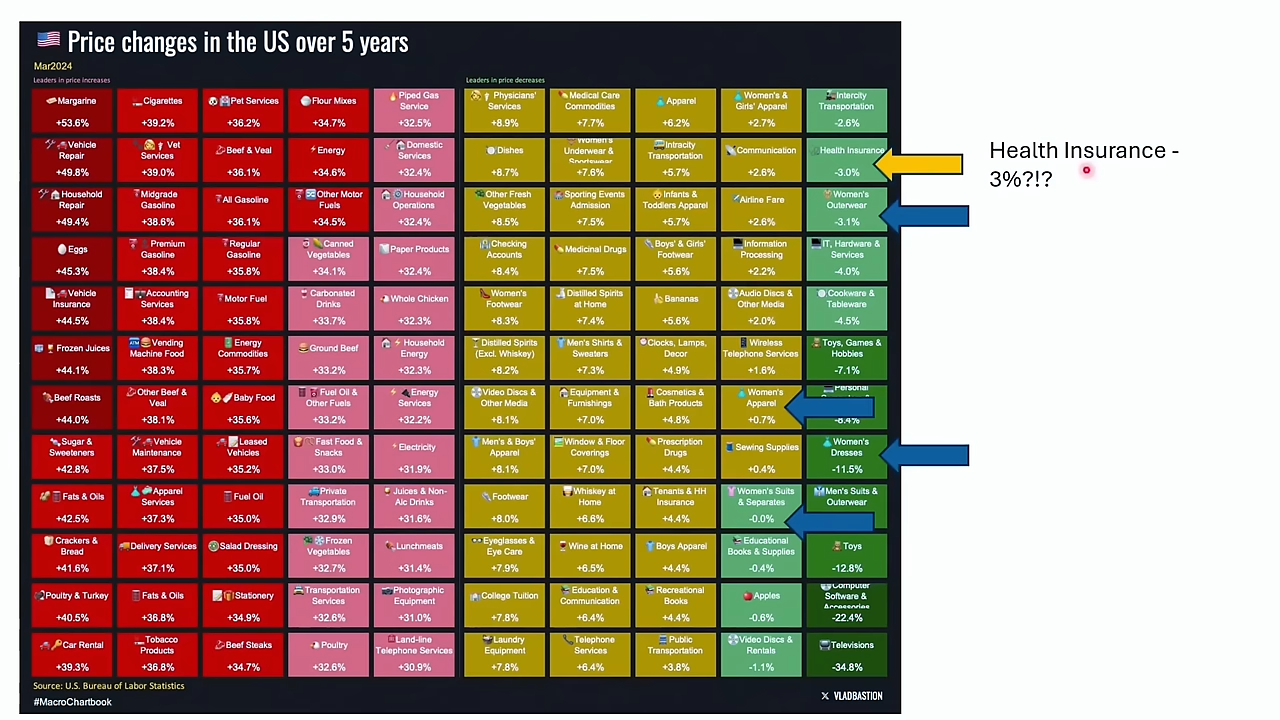 Price changes in the US over 5 years
Mar2024
Leaders in price increases
Leaders in price decreases
Margarine
+53.6%
Cigarettes
+39.2%
Pet Services
+36.2%
Flour Mixes
+34.7%
Piped Gas
Service
+32.5%
Physicians'
Services
+8.9%
Medical Care
Commodities
+7.7%
Apparel
+6.2%
Women's &
Girls' Apparel
+2.7%
Intercity
Transportation
-2.6%
Vehicle
Repair
+49.8%
Vet
Services
+39.0%
Beef & Veal
+36.1%
Energy
+34.6%
Domestic
Services
+32.4%
Dishes
+8.7%
Women's
Underwear &
Sportswear
+7.6%
Intracity
Transportation
+5.7%
Communication
+2.6%
Health Insurance
-3.0%
Household
Repair
+49.4%
Midgrade
Gasoline
+38.6%
All Gasoline
+36.1%
Other Motor
Fuels
+34.5%
Household
Operations
+32.4%
Other Fresh
Vegetables
+8.5%
Sporting Events
Admission
+7.5%
Infants &
Toddlers Apparel
+5.7%
Airline Fare
+2.6%
Women's
Outerwear
-3.1%
Eggs
+45.3%
Premium
Gasoline
+38.4%
Regular
Gasoline
+35.8%
Canned
Vegetables
+34.1%
Paper Products
+32.4%
Checking
Accounts
+8.4%
Medicinal Drugs
+7.5%
Boys' & Girls'
Footwear
+5.6%
Information
Processing
+2.2%
IT, Hardware &
Services
-4.0%
Vehicle
Insurance
+44.5%
Accounting
Services
+38.4%
Motor Fuel
+35.8%
Carbonated
Drinks
+33.7%
Whole Chicken
+32.3%
Women's
Footwear
+8.3%
Distilled Spirits
at Home
+7.4%
Bananas
+5.6%
Audio Discs &
Other Media
+2.0%
Cookware &
Tableware
-4.5%
Frozen Juices
+44.1%
Vending
Machine Food
+38.3%
Energy
Commodities
+35.7%
Ground Beef
+33.2%
Household
Energy
+32.3%
Distilled Spirits
(Excl. Whiskey)
+8.2%
Men's Shirts &
Sweaters
+7.3%
Clocks, Lamps,
Decor
+4.9%
Wireless
Telephone Services
+1.6%
Toys, Games &
Hobbies
-7.1%
Beef Roasts
+44.0%
Other Beef &
Veal
+38.1%
Baby Food
+35.6%
Fuel Oil &
Other Fuels
+33.2%
Energy
Services
+32.2%
Video Discs &
Other Media
+8.1%
Equipment &
Furnishings
+7.0%
Cosmetics &
Bath Products
+4.8%
Women's
Apparel
+0.7%
Personal
-8.4%
Sugar &
Sweeteners
+42.8%
Vehicle
Maintenance
+37.5%
Leased
Vehicles
+35.2%
Fast Food &
Snacks
+33.0%
Electricity
+31.9%
Men's & Boys'
Apparel
+8.1%
Window & Floor
Coverings
+7.0%
Prescription
Drugs
+4.4%
Sewing Supplies
+0.4%
Women's
Dresses
-11.5%
Fats & Oils
+42.5%
Apparel
Services
+37.3%
Fuel Oil
+35.0%
Private
Transportation
+32.9%
Juices & Non-
Alc Drinks
+31.6%
Footwear
+8.0%
Whiskey at
Home
+6.6%
Tenants & HH
Insurance
+4.4%
Women's Suits
& Separates
-0.0%
Men's Suits &
Outerwear
Crackers &
Bread
+41.6%
Delivery Services
+37.1%
Salad Dressing
+35.0%
Frozen
Vegetables
+32.7%
Lunchmeats
+31.4%
Eyeglasses &
Eye Care
+7.9%
Wine at Home
+6.5%
Boys Apparel
+4.4%
Educational
Books & Supplies
-0.4%
Toys
-12.8%
Poultry & Turkey
+40.5%
Fats & Oils
+36.8%
Stationery
+34.9%
Transportation
Services
+32.6%
Photographic
Equipment
+31.0%
College Tuition
+7.8%
Education &
Communication
+6.4%
Recreational
Books
+4.4%
Apples
-0.6%
Computer
Software &
Accessories
-22.4%
Car Rental
+39.3%
Tobacco
Products
+36.8%
Beef Steaks
+34.7%
Poultry
+32.6%
Land-line
Telephone Services
+30.9%
Laundry
Equipment
+7.8%
Telephone
Services
+6.4%
Public
Transportation
+3.8%
Video Discs &
Rentals
-1.1%
Televisions
-34.8%
Source: U.S. Bureau of Labor Statistics
#MacroChartbook
X VLADBASTION
Health Insurance -
3%?!?